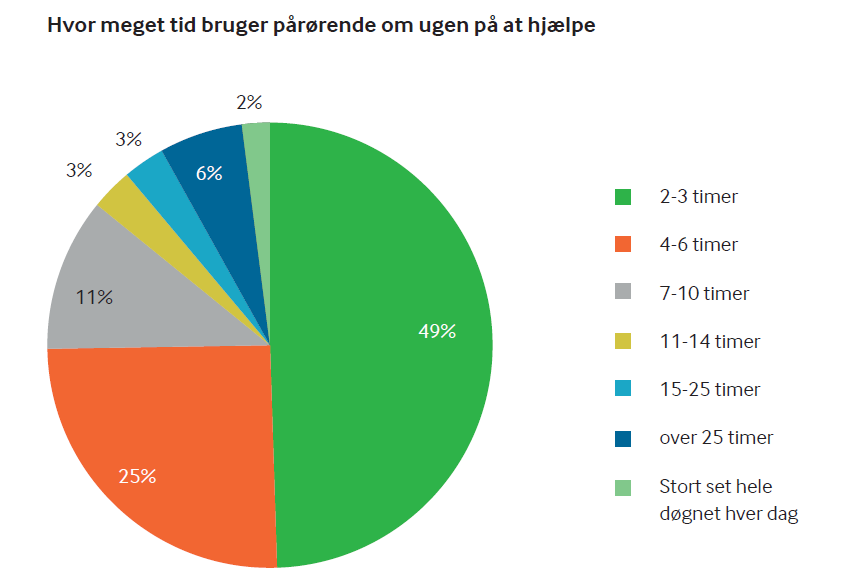 Hvor meget tid bruger pårørende om ugen på at hjælpe
2%
3%
3%
6%
11%
49%
25%
2-3 timer
4-6 timer
7-10 timer
11-14 timer
15-25 timer
over 25 timer
Stort set hele
døgnet hver dag